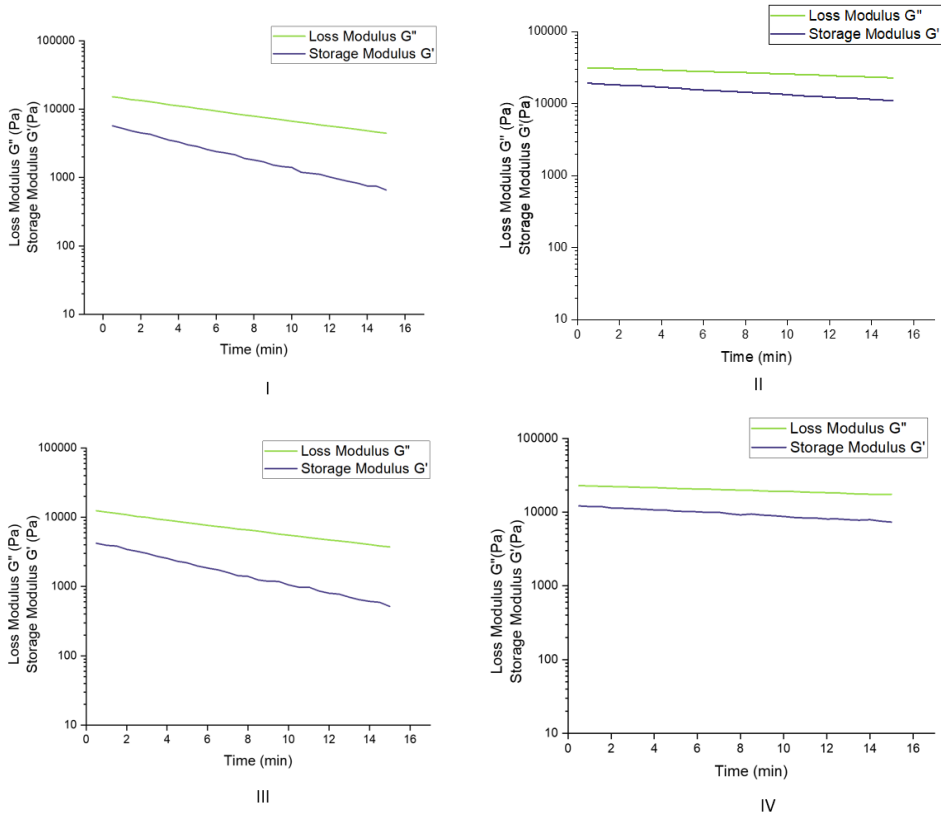 Loss Modulus G"
Storage Modulus G'
100000
10000
1000
100
10
Loss Modulus G" (Pa)
Storage Modulus G'(Pa)
0 2 4 6 8 10 12 14 16
Time (min)
I
Loss Modulus G"
Storage Modulus G'
100000
10000
1000
100
10
Loss Modulus G" (Pa)
Storage Modulus G'(Pa)
0 2 4 6 8 10 12 14 16
Time (min)
II
Loss Modulus G"
Storage Modulus G'
100000
10000
1000
100
10
Loss Modulus G" (Pa)
Storage Modulus G' (Pa)
0 2 4 6 8 10 12 14 16
Time (min)
III
Loss Modulus G"
Storage Modulus G'
100000
10000
1000
100
10
Loss Modulus G"(Pa)
Storage Modulus G'(Pa)
0 2 4 6 8 10 12 14 16
Time (min)
IV